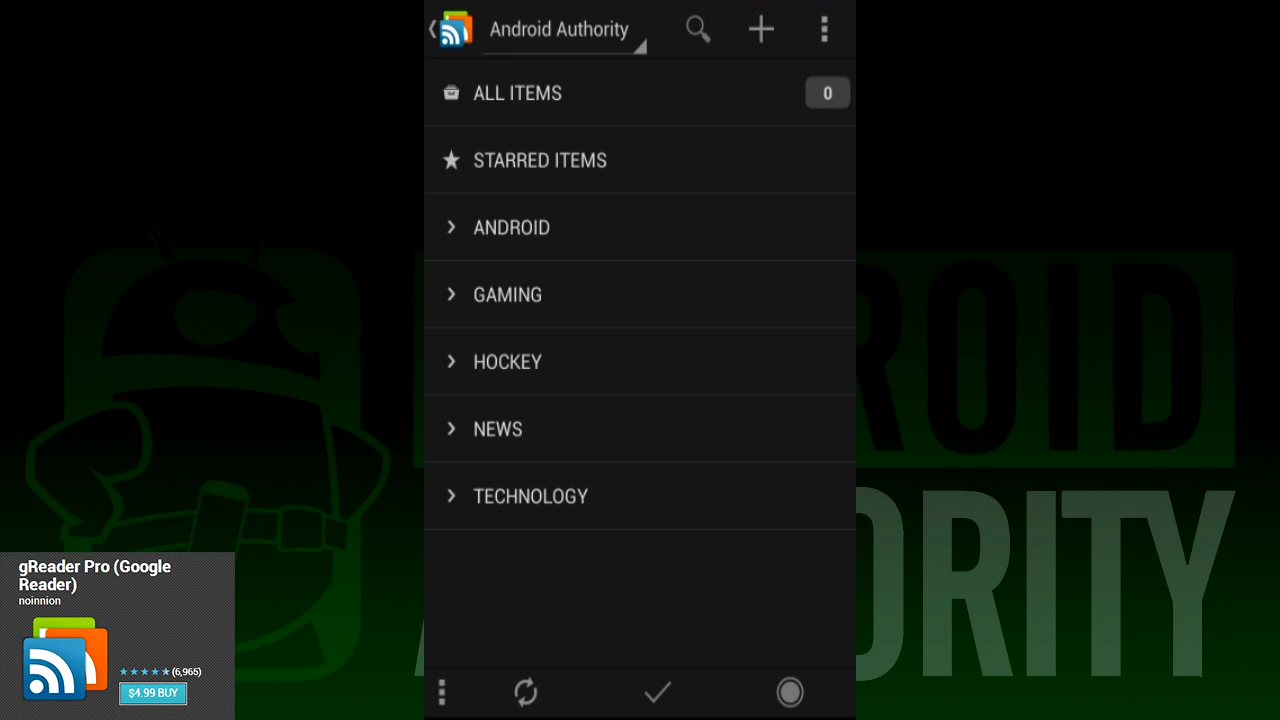 Android Authority
ALL ITEMS
0
STARRED ITEMS
ANDROID
GAMING
HOCKEY
NEWS
TECHNOLOGY
gReader Pro (Google
Reader)
noinnion
(6,965)
$4.99 BUY
ROID
ORITY